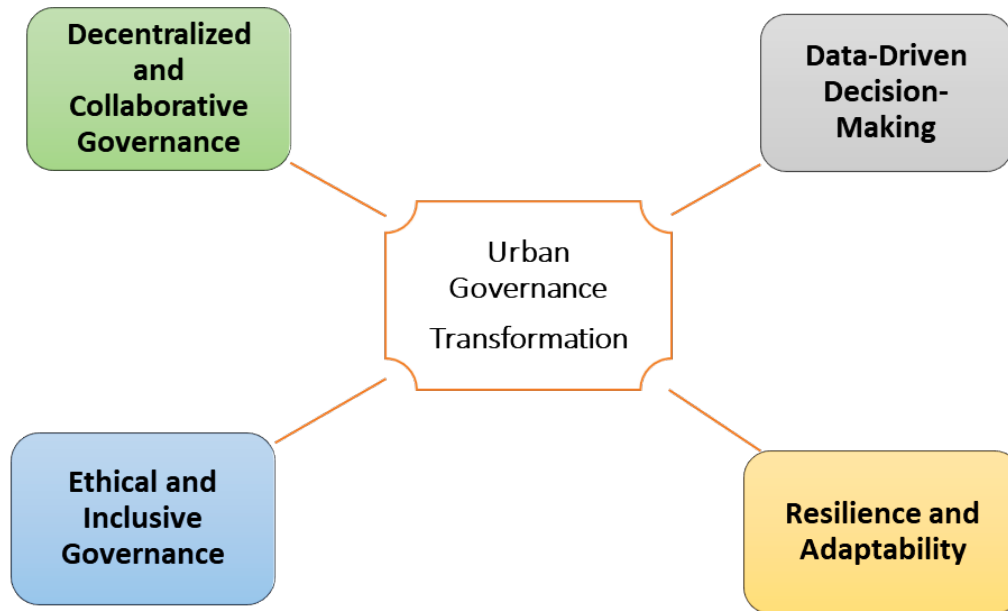 Decentralized
and
Collaborative
Governance
Data-Driven
Decision-
Making
Urban
Governance
Transformation
Ethical and
Inclusive
Governance
Resilience and
Adaptability